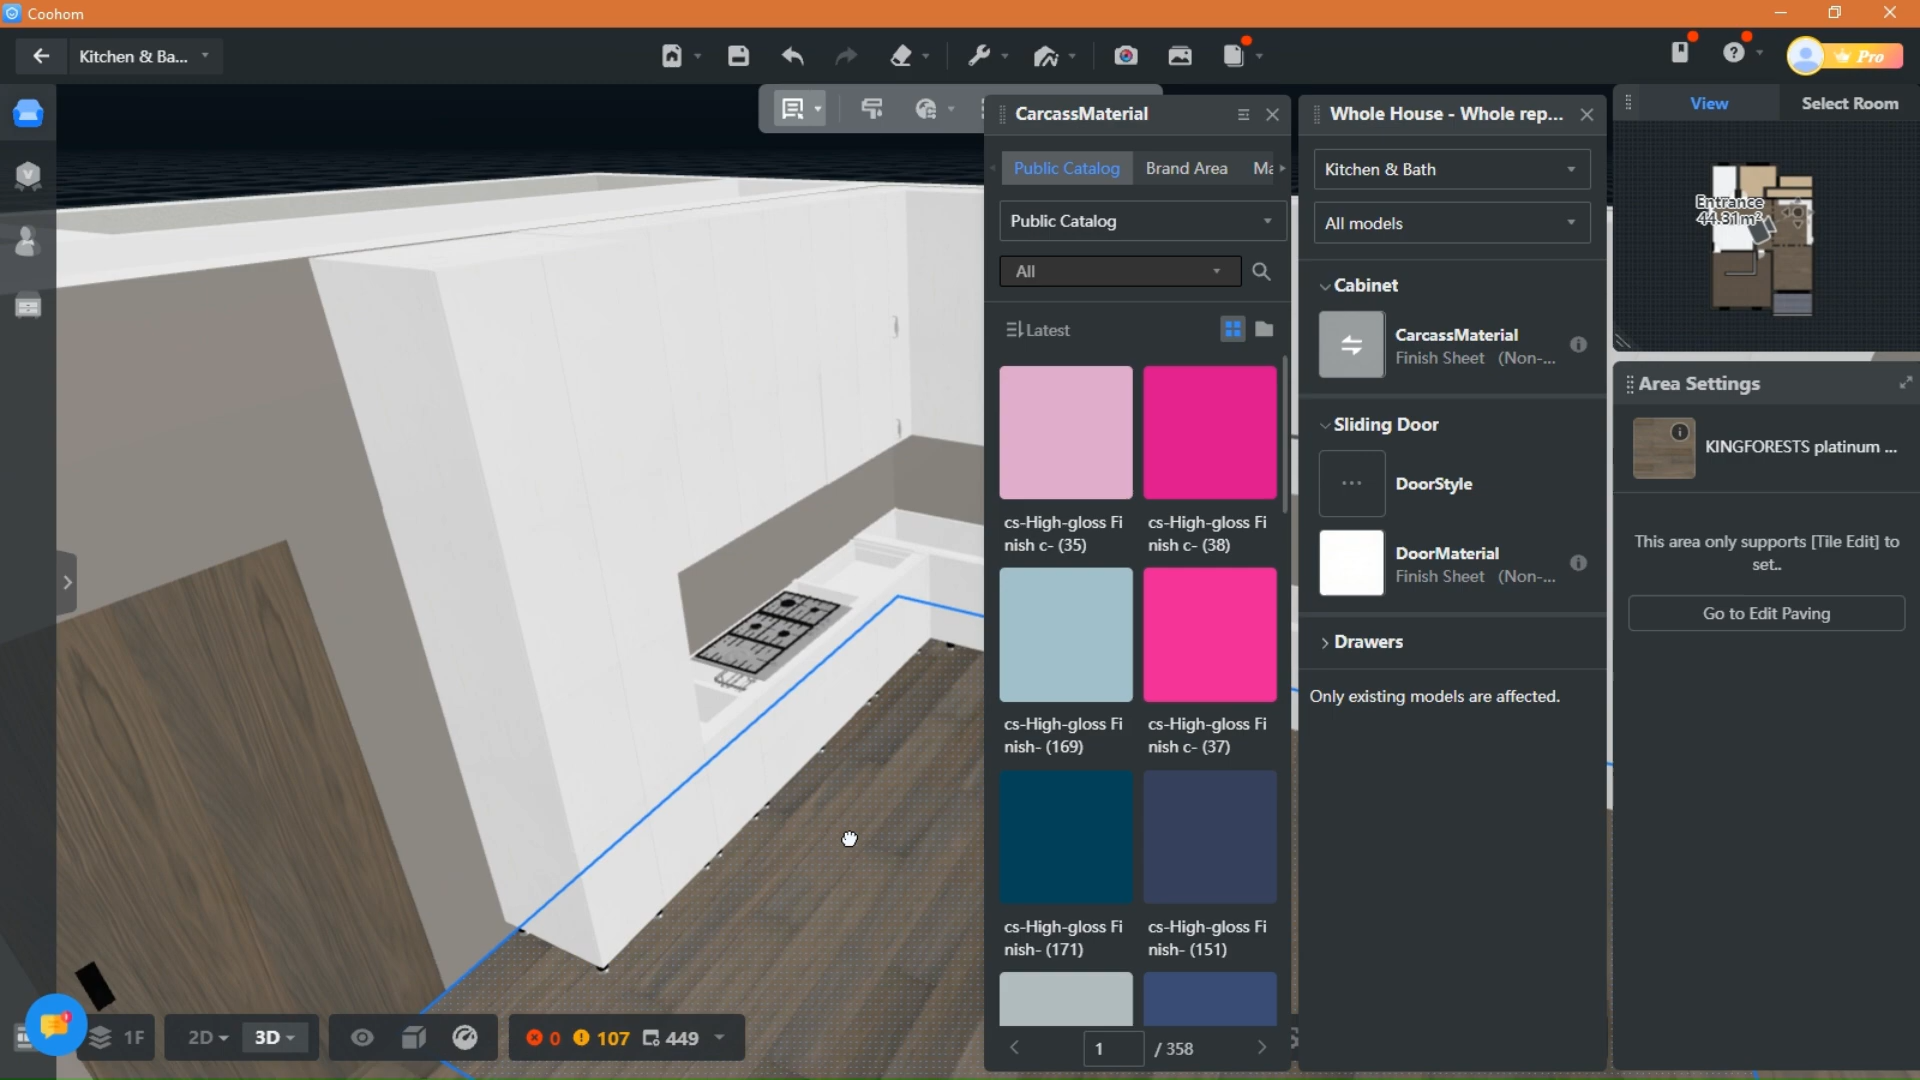 Coohom
Kitchen & Ba...
Pro
CarcassMaterial
Public Catalog
Brand Area
Ma
Public Catalog
All
Latest
cs-High-gloss Fi
nish c- (35)
cs-High-gloss Fi
nish c- (38)
cs-High-gloss Fi
nish- (169)
cs-High-gloss Fi
nish c- (37)
cs-High-gloss Fi
nish- (171)
cs-High-gloss Fi
nish- (151)
1
/ 358
Whole House - Whole rep...
Kitchen & Bath
All models
Cabinet
CarcassMaterial
Finish Sheet (Non-...
Sliding Door
DoorStyle
DoorMaterial
Finish Sheet (Non-...
Drawers
Only existing models are affected.
View
Select Room
Entrance
44.31m²
Area Settings
KINGFORESTS platinum ...
This area only supports [Tile Edit] to
set..
Go to Edit Paving
1F
2D
3D
0
107
449